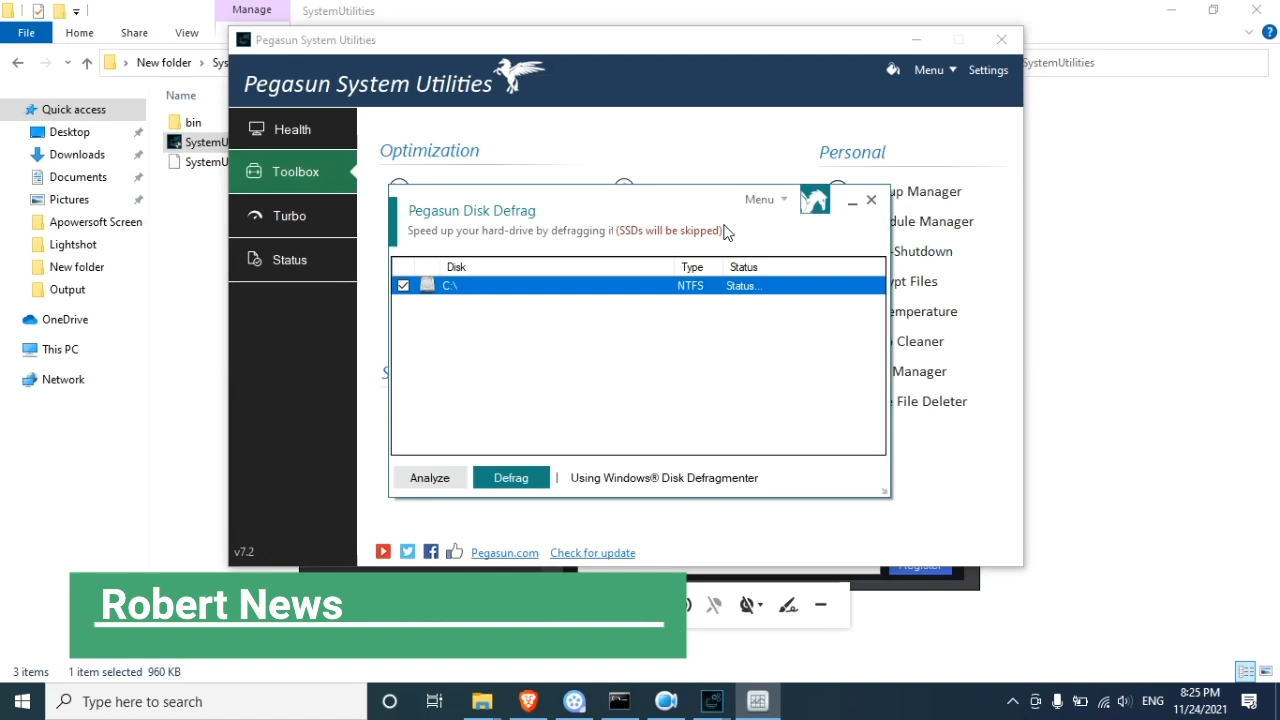 Manage
SystemUtilities
File
Home
Share
View
New folder
Sys
SystemUtilities
Quick access
Desktop
Downloads
Documents
Pictures
Apowersoft Screen
Lightshot
New folder
Output
OneDrive
This PC
Network
Name
bin
SystemU
SystemU
Pegasun System Utilities
Pegasun System Utilities
Menu
Settings
Health
Toolbox
Turbo
Status
v7.2
Optimization
Personal
up Manager
dule Manager
-Shutdown
ypt Files
emperature
Cleaner
Manager
File Deleter
Pegasun Disk Defrag
Menu
Speed up your hard-drive by defragging it (SSDs will be skipped)
Disk
Type
Status
C:\
NTFS
Status...
Analyze
Defrag
| Using Windows® Disk Defragmenter
Pegasun.com
Check for update
Register
Robert News
3 items
1 item selected 960 KB
Type here to search
ENG
8:25 PM
11/24/2021